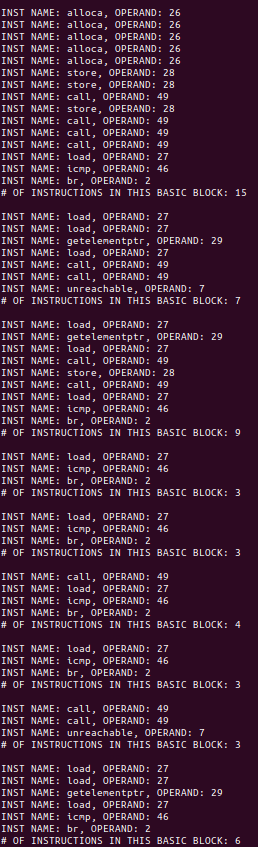 INST NAME: alloca, OPERAND: 26
INST NAME: alloca, OPERAND: 26
INST NAME: alloca, OPERAND: 26
INST NAME: alloca, OPERAND: 26
INST NAME: alloca, OPERAND: 26
INST NAME: store, OPERAND: 28
INST NAME: store, OPERAND: 28
INST NAME: call, OPERAND: 49
INST NAME: store, OPERAND: 28
INST NAME: call, OPERAND: 49
INST NAME: call, OPERAND: 49
INST NAME: call, OPERAND: 49
INST NAME: load, OPERAND: 27
INST NAME: icmp, OPERAND: 46
INST NAME: br, OPERAND: 2
# OF INSTRUCTIONS IN THIS BASIC BLOCK: 15
INST NAME: load, OPERAND: 27
INST NAME: load, OPERAND: 27
INST NAME: getelementptr, OPERAND: 29
INST NAME: load, OPERAND: 27
INST NAME: call, OPERAND: 49
INST NAME: call, OPERAND: 49
INST NAME: unreachable, OPERAND: 7
# OF INSTRUCTIONS IN THIS BASIC BLOCK: 7
INST NAME: load, OPERAND: 27
INST NAME: getelementptr, OPERAND: 29
INST NAME: load, OPERAND: 27
INST NAME: call, OPERAND: 49
INST NAME: store, OPERAND: 28
INST NAME: call, OPERAND: 49
INST NAME: load, OPERAND: 27
INST NAME: icmp, OPERAND: 46
INST NAME: br, OPERAND: 2
# OF INSTRUCTIONS IN THIS BASIC BLOCK: 9
INST NAME: load, OPERAND: 27
INST NAME: icmp, OPERAND: 46
INST NAME: br, OPERAND: 2
# OF INSTRUCTIONS IN THIS BASIC BLOCK: 3
INST NAME: load, OPERAND: 27
INST NAME: icmp, OPERAND: 46
INST NAME: br, OPERAND: 2
# OF INSTRUCTIONS IN THIS BASIC BLOCK: 3
INST NAME: call, OPERAND: 49
INST NAME: load, OPERAND: 27
INST NAME: icmp, OPERAND: 46
INST NAME: br, OPERAND: 2
# OF INSTRUCTIONS IN THIS BASIC BLOCK: 4
INST NAME: load, OPERAND: 27
INST NAME: icmp, OPERAND: 46
INST NAME: br, OPERAND: 2
# OF INSTRUCTIONS IN THIS BASIC BLOCK: 3
INST NAME: call, OPERAND: 49
INST NAME: call, OPERAND: 49
INST NAME: unreachable, OPERAND: 7
# OF INSTRUCTIONS IN THIS BASIC BLOCK: 3
INST NAME: load, OPERAND: 27
INST NAME: load, OPERAND: 27
INST NAME: getelementptr, OPERAND: 29
INST NAME: load, OPERAND: 27
INST NAME: icmp, OPERAND: 46
INST NAME: br, OPERAND: 2
# OF INSTRUCTIONS IN THIS BASIC BLOCK: 6